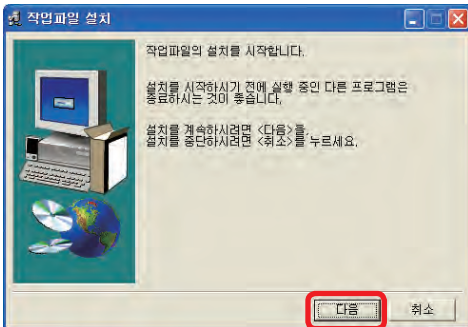 작업파일 설치
작업파일의 설치를 시작합니다.
설치를 시작하시기 전에 실행 중인 다른 프로그램은
종료하시는 것이 좋습니다.
설치를 계속하시려면 <다음>을,
설치를 중단하시려면 <취소>를 누르세요.
다음
취소